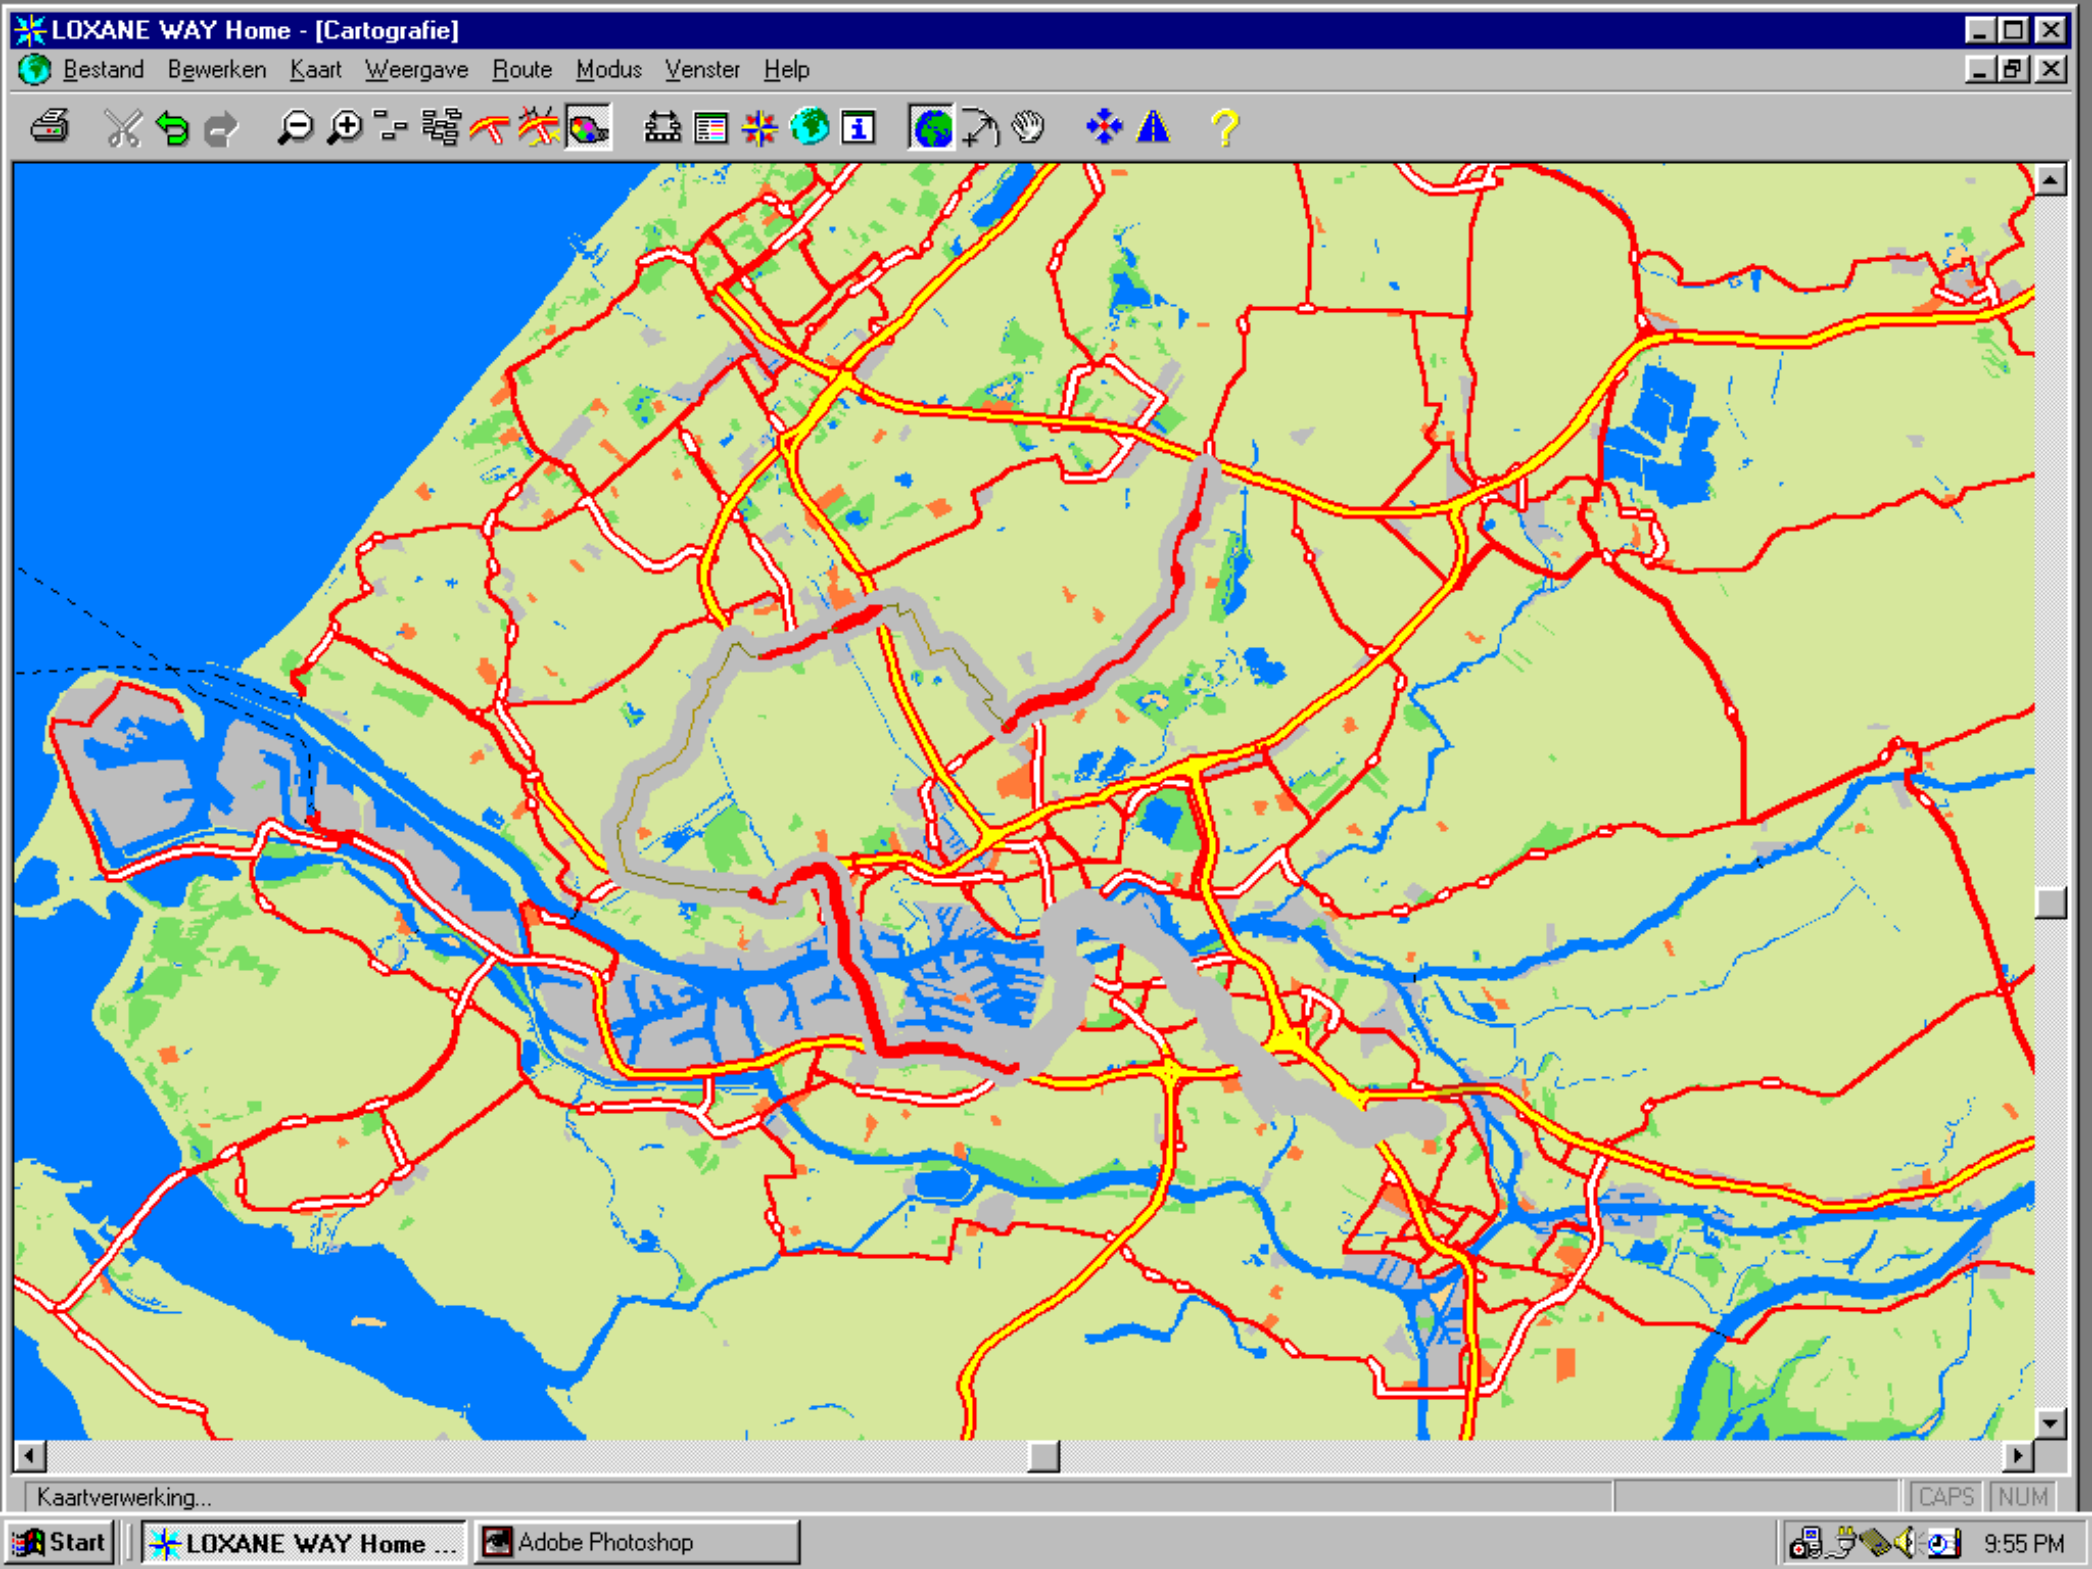 LOXANE WAY Home - [Cartografie]
Bestand Bewerken Kaart Weergave Route Modus Venster Help
Kaartverwerking...
CAPS NUM
Start LOXANE WAY Home ... Adobe Photoshop 9:55 PM